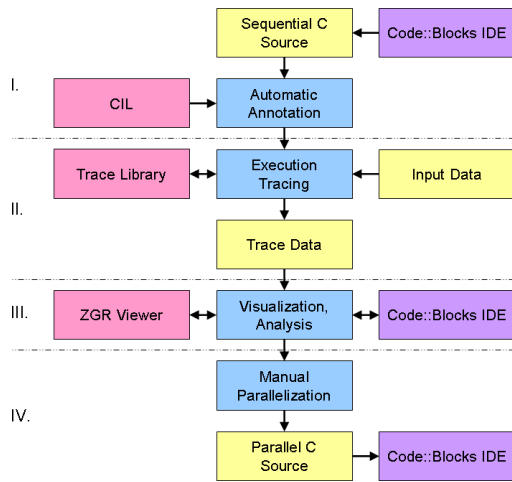 Sequential C
Source
Code::Blocks IDE
I.
CIL
Automatic
Annotation
Trace Library
Execution
Tracing
Input Data
II.
Trace Data
III.
ZGR Viewer
Visualization,
Analysis
Code::Blocks IDE
Manual
Parallelization
IV.
Parallel C
Source
Code::Blocks IDE